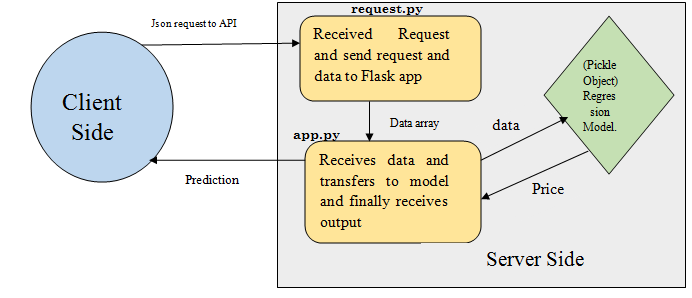 request.py
Json request to API
Received Request
and send request and
data to Flask app
Client
Side
(Pickle
Object)
Regres
sion
Model.
Data array
data
app.py
Receives data and
transfers to model
and finally receives
output
Prediction
Price
Server Side